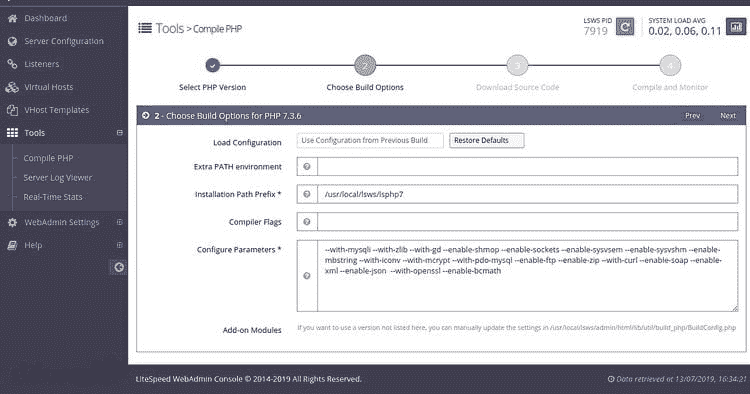 Dashboard
Server Configuration
Listeners
Virtual Hosts
VHost Templates
Tools
Compile PHP
Server Log Viewer
Real-Time Stats
WebAdmin Settings
Help
Tools > Compile PHP
LSWS PID
7919
SYSTEM LOAD AVG
0.02, 0.06, 0.11
2
3
4
Select PHP Version
Choose Build Options
Download Source Code
Compile and Monitor
2 - Choose Build Options for PHP 7.3.6
Prev
Next
Load Configuration
Use Configuration from Previous Build
Restore Defaults
Extra PATH environment
Installation Path Prefix *
/usr/local/lsws/lsphp7
Compiler Flags
Configure Parameters *
--with-mysqli --with-zlib --with-gd --enable-shmop --enable-sockets --enable-sysvsem --enable-sysvshm --enable-
mbstring --with-iconv --with-mcrypt --with-pdo-mysql --enable-ftp --enable-zip --with-curl --enable-soap --enable-
xml --enable-json --with-openssl --enable-bcmath
Add-on Modules
If you want to use a version not listed here, you can manually update the settings in /usr/local/lsws/admin/html/lib/util/build_php/BuildConfig.php
LiteSpeed WebAdmin Console © 2014-2019 All Rights Reserved.
Data retrieved at 13/07/2019, 16:34:21